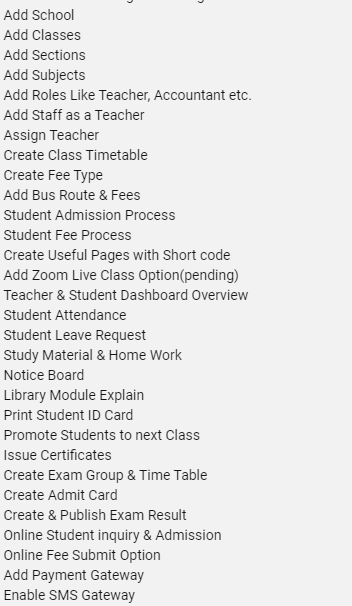 Add School
Add Classes
Add Sections
Add Subjects
Add Roles Like Teacher, Accountant etc.
Add Staff as a Teacher
Assign Teacher
Create Class Timetable
Create Fee Type
Add Bus Route & Fees
Student Admission Process
Student Fee Process
Create Useful Pages with Short code
Add Zoom Live Class Option(pending)
Teacher & Student Dashboard Overview
Student Attendance
Student Leave Request
Study Material & Home Work
Notice Board
Library Module Explain
Print Student ID Card
Promote Students to next Class
Issue Certificates
Create Exam Group & Time Table
Create Admit Card
Create & Publish Exam Result
Online Student inquiry & Admission
Online Fee Submit Option
Add Payment Gateway
Enable SMS Gateway